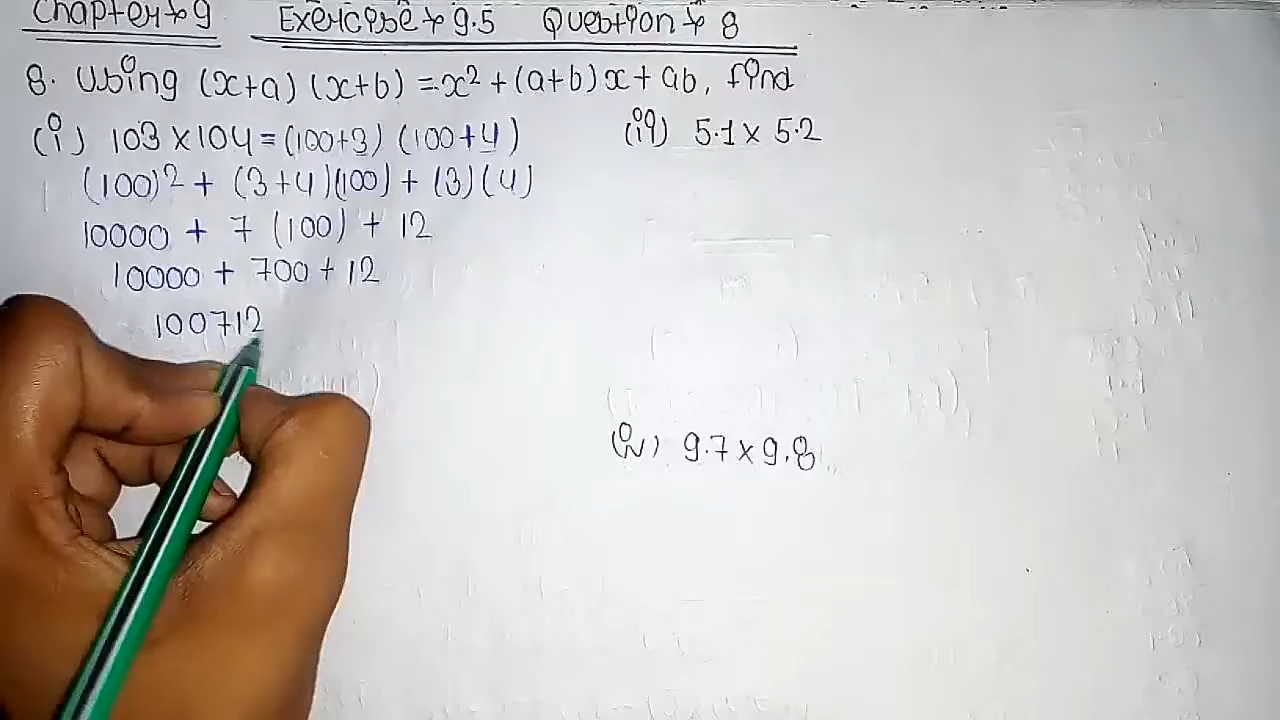 Chapter → 9 Exercise → 9.5 Question → 8
8. Using (x+a) (x+b) = x² + (a+b) x + ab, find
(i) 103 × 104 = (100+3) (100+4)
(100)² + (3+4)(100) + (3)(4)
10000 + 7 (100) + 12
10000 + 700 + 12
100712
(ii) 5.1 × 5.2
(iv) 9.7 × 9.8